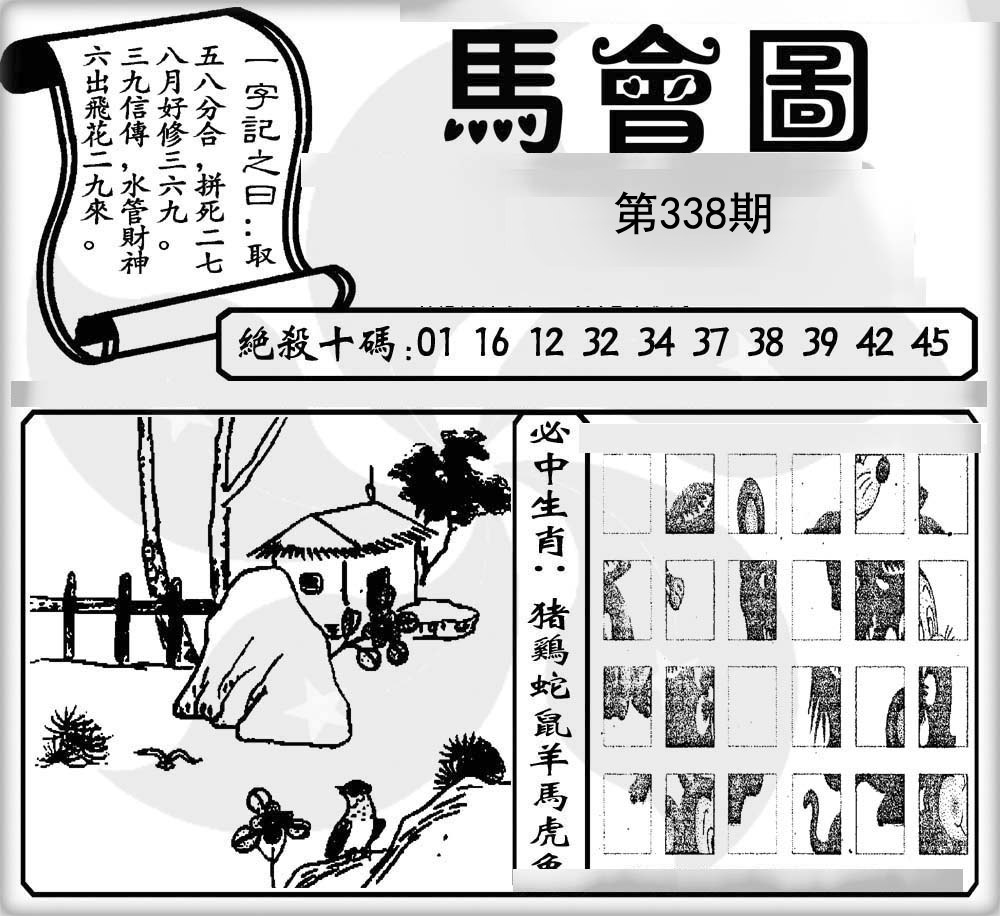 馬會圖
第338期
一字記之曰:取
五八分合,拼死二七
八月好修三六九。
三九信傳,水管財神
六出飛花二九來。
絕殺十碼:01 16 12 32 34 37 38 39 42 45
必中生肖:猪鷄蛇鼠羊馬虎